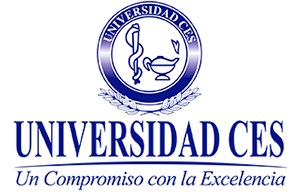 UNIVERSIDAD CES
UNIVERSIDAD CES
Un Compromiso con la Excelencia